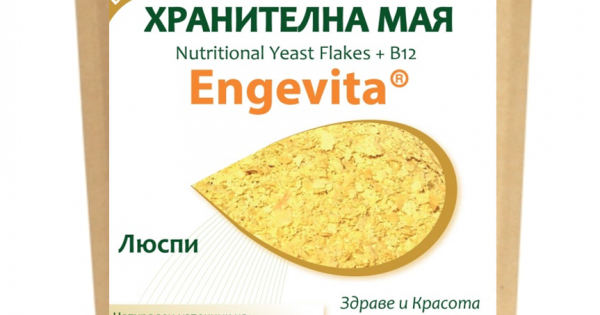 ХРАНИТЕЛНА МАЯ
Nutritional Yeast Flakes + B12
Engevita®
Люспи
Здраве и Красота